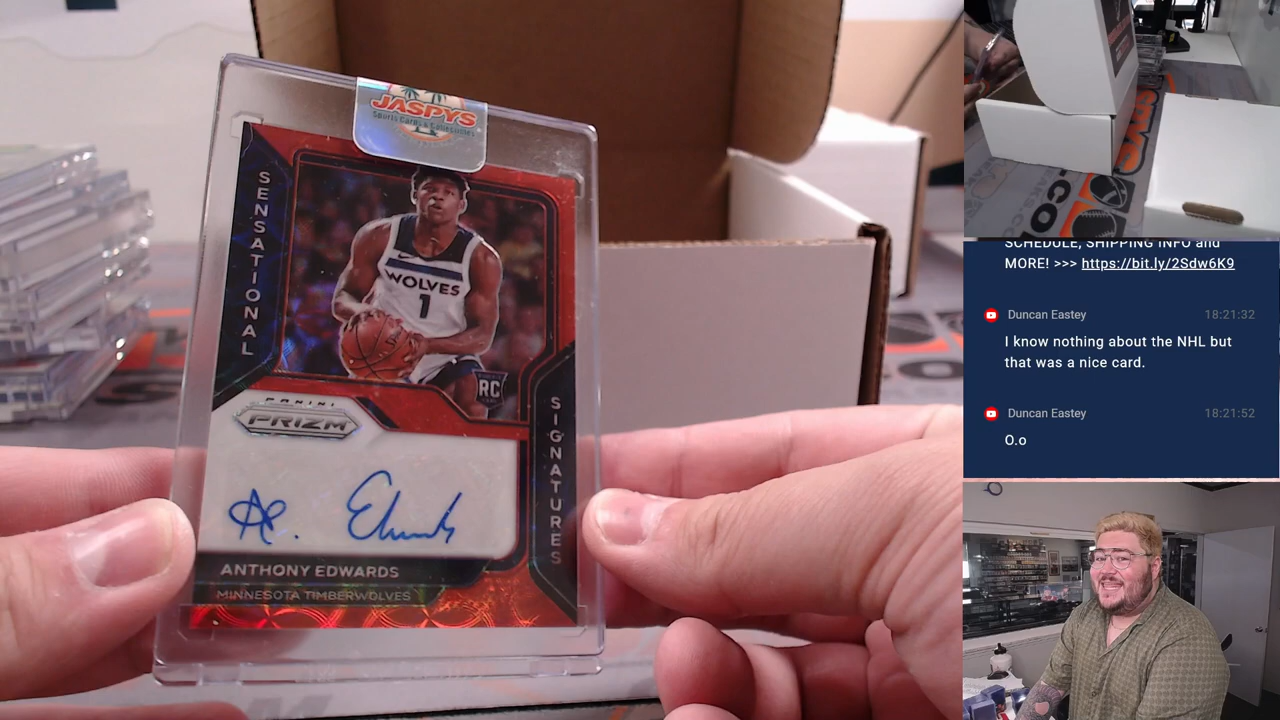 JASPYS
Sports Cards & Collectibles
SENSATIONAL
WOLVES
1
RC
PANINI
PRIZM
SIGNATURES
ANTHONY EDWARDS
MINNESOTA TIMBERWOLVES
SCHEDULE, SHIPPING INFO and
MORE! >>> https://bit.ly/2Sdw6K9
Duncan Eastey 18:21:32
I know nothing about the NHL but
that was a nice card.
Duncan Eastey 18:21:52
O.o